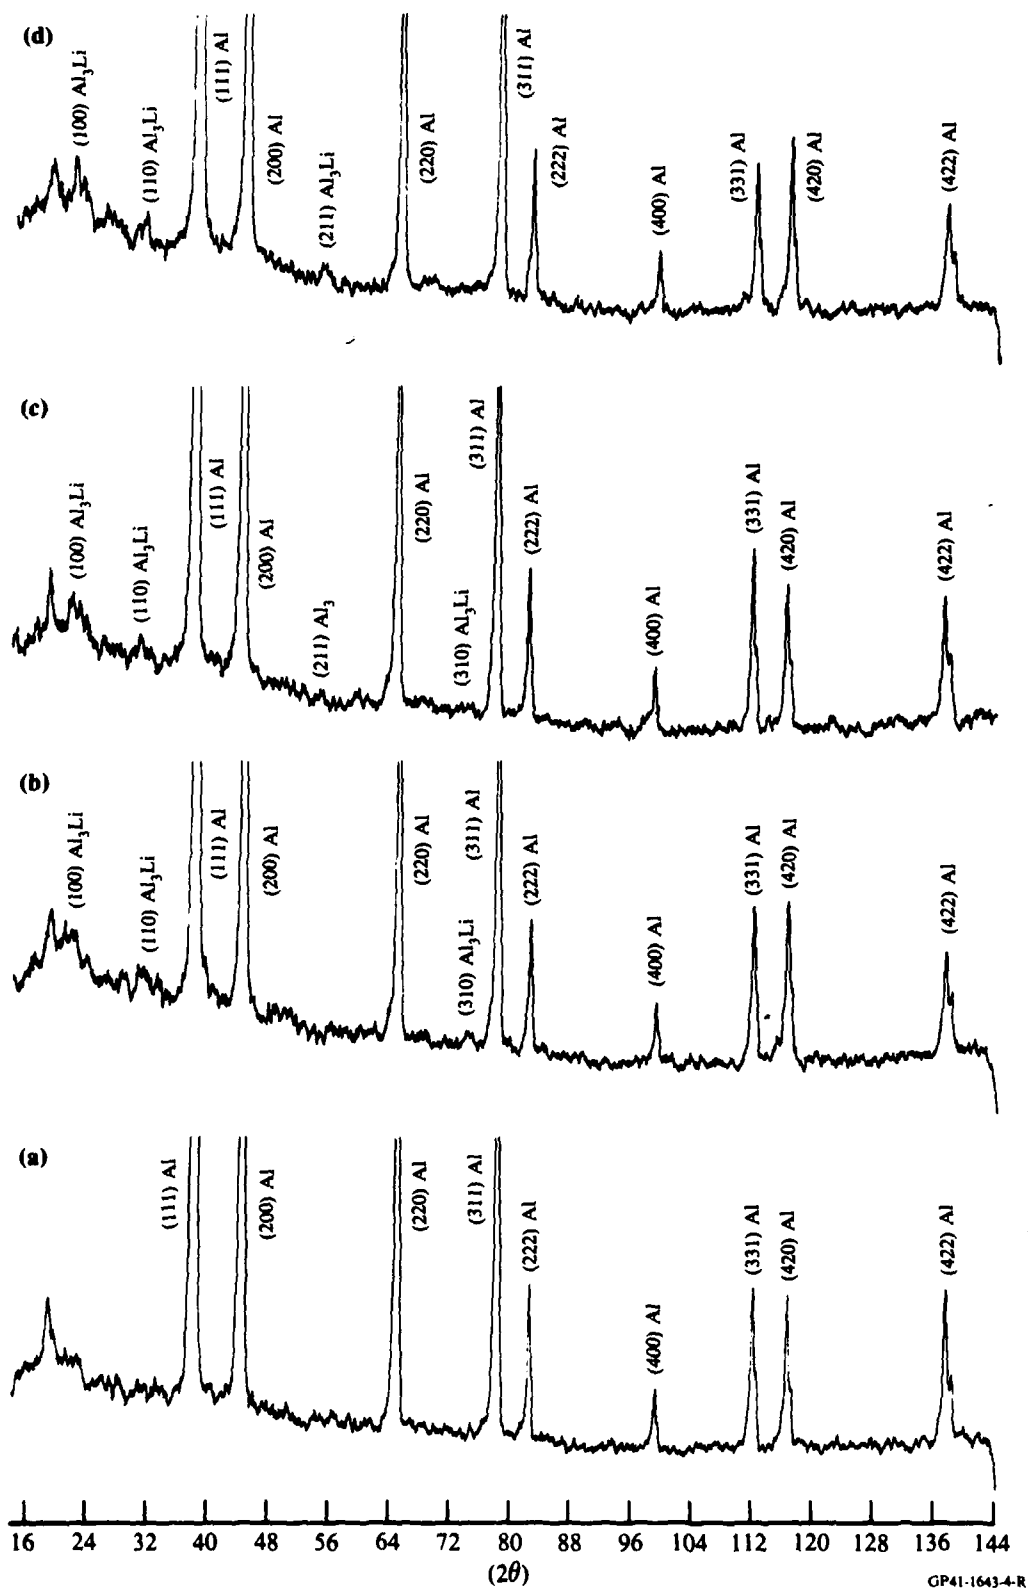 (d)
(100) Al₃Li
(110) Al₃Li
(111) Al
(200) Al
(211) Al₃Li
(220) Al
(311) Al
(222) Al
(400) Al
(331) Al
(420) Al
(422) Al
(c)
(100) Al₃Li
(110) Al₃Li
(111) Al
(200) Al
(211) Al₃
(220) Al
(310) Al₃Li
(311) Al
(222) Al
(400) Al
(331) Al
(420) Al
(422) Al
(b)
(100) Al₃Li
(110) Al₃Li
(111) Al
(200) Al
(220) Al
(310) Al₃Li
(311) Al
(222) Al
(400) Al
(331) Al
(420) Al
(422) Al
(a)
(111) Al
(200) Al
(220) Al
(311) Al
(222) Al
(400) Al
(331) Al
(420) Al
(422) Al
16 24 32 40 48 56 64 72 80 88 96 104 112 120 128 136 144
(2θ)
GP41-1643-4-R